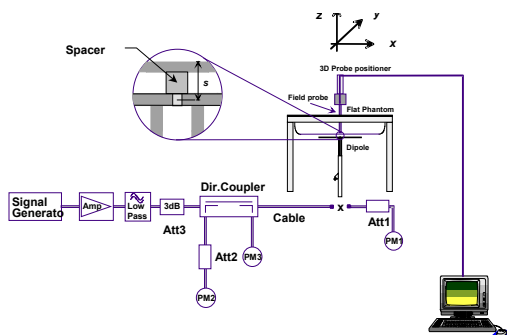 z
y
x
Spacer
s
3D Probe positioner
Field probe
Flat Phantom
Dipole
Dir.Coupler
Signal
Generato
Amp
Low
Pass
3dB
Cable
x
Att1
Att3
Att2
PM3
PM1
PM2